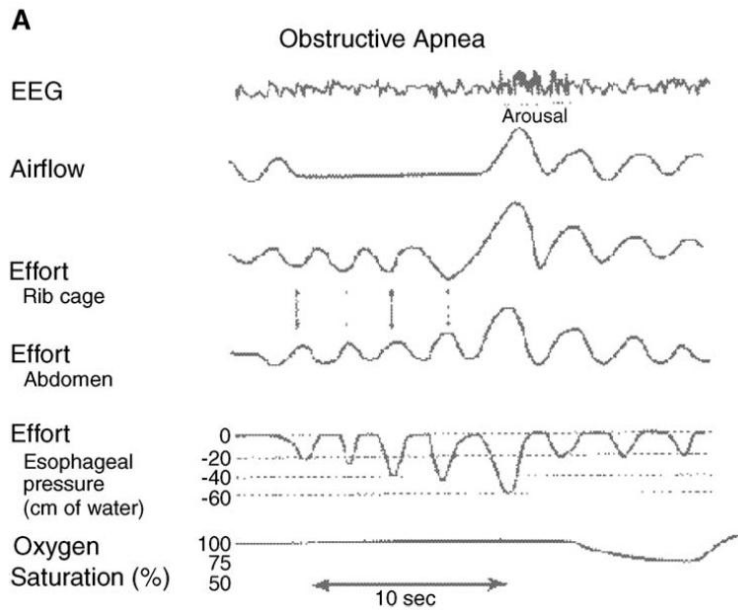 A
Obstructive Apnea
EEG
Arousal
Airflow
Effort
Rib cage
Effort
Abdomen
Effort
Esophageal
pressure
(cm of water)
0
-20
-40
-60
Oxygen
Saturation (%)
100
75
50
10 sec